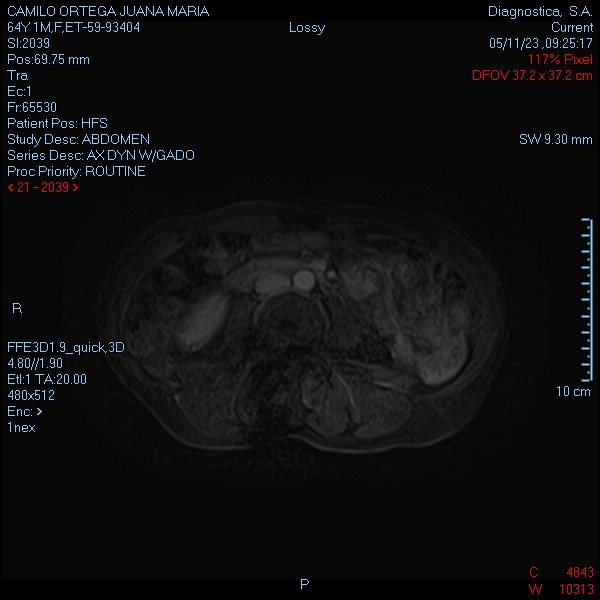 CAMILO ORTEGA JUANA MARIA
64Y 1M,F,ET-59-93404
Sl:2039
Pos:69.75 mm
Tra
Ec:1
Fr:65530
Patient Pos: HFS
Study Desc: ABDOMEN
Series Desc: AX DYN W/GADO
Proc Priority: ROUTINE
< 21 - 2039 >
Lossy
Diagnostica, S.A.
Current
05/11/23 ,09:25:17
117% Pixel
DFOV 37.2 x 37.2 cm
SW 9.30 mm
R
10 cm
FFE3D1.9_quick,3D
4.80//1.90
Etl:1 TA:20.00
480x512
Enc: >
1nex
P
C 4843
W 10313